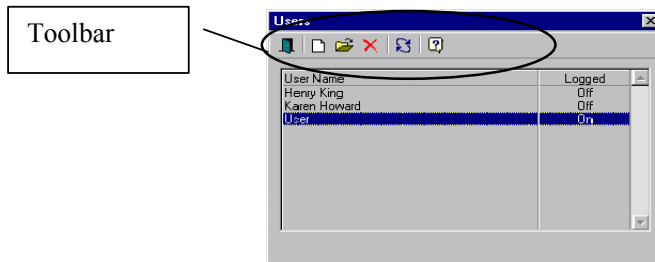 Toolbar
Users
User Name Logged
Henry King Off
Karen Howard Off
User On